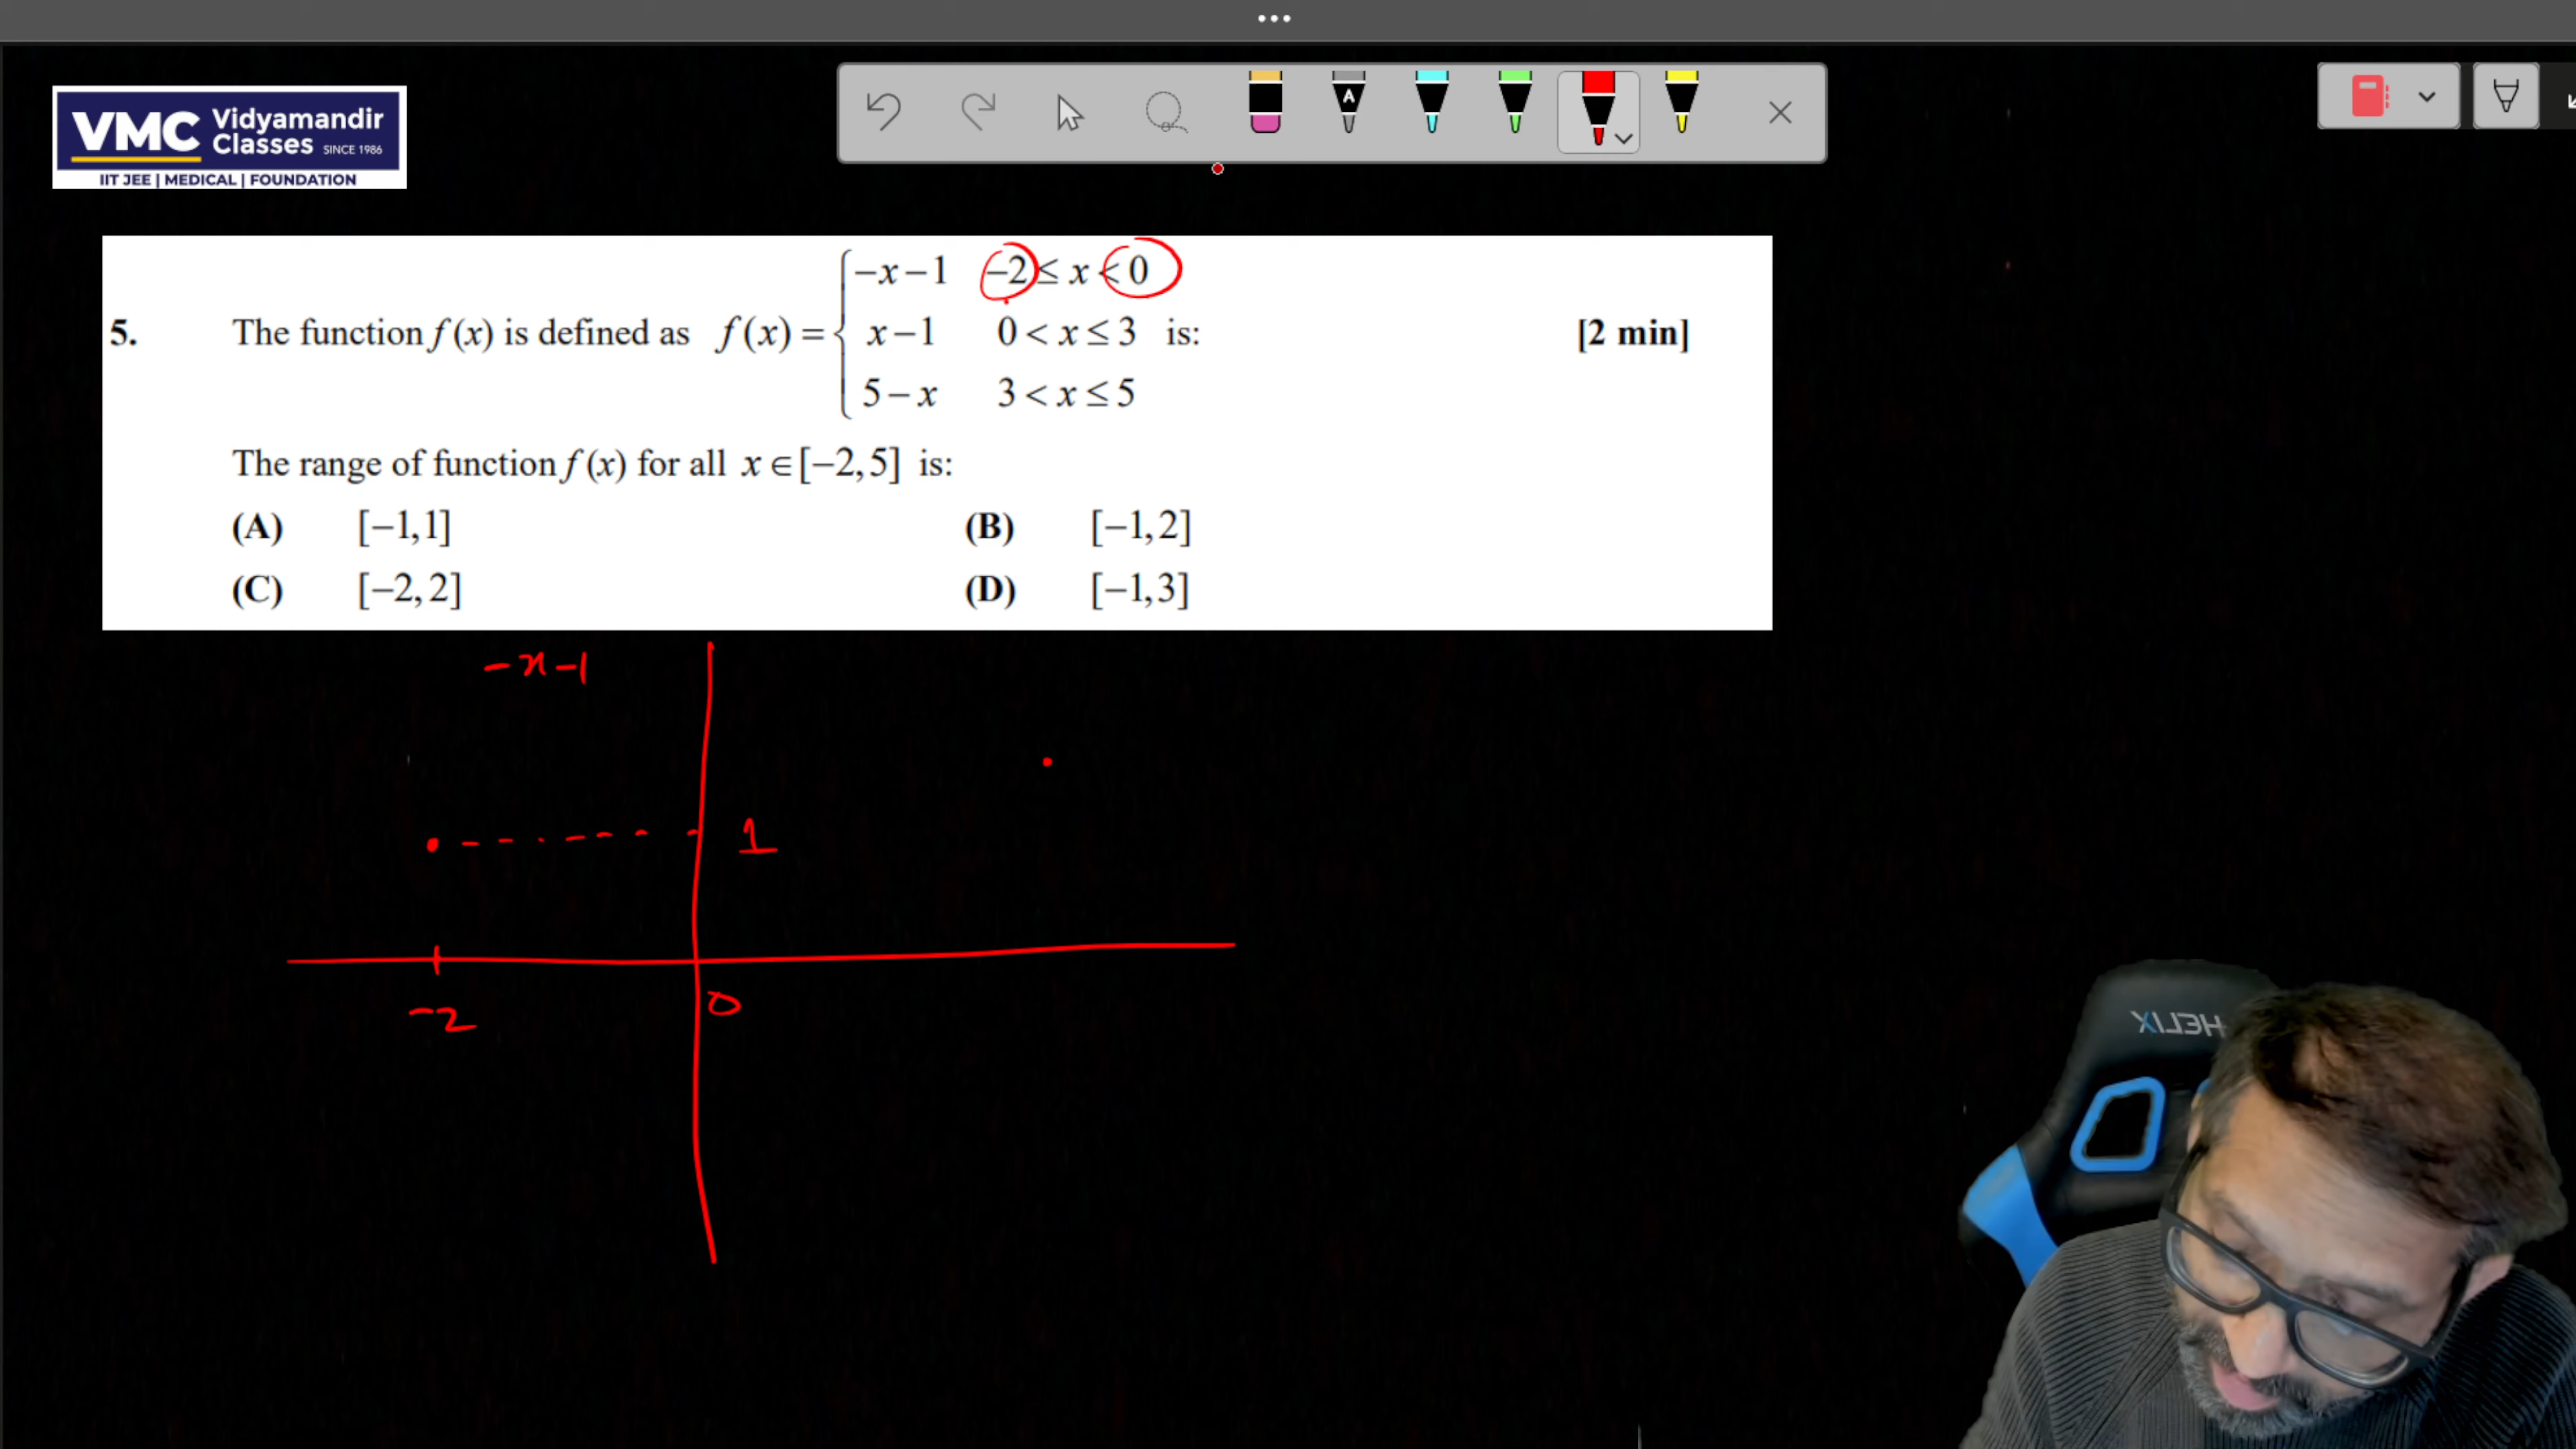 VMC Vidyamandir Classes SINCE 1986
IIT JEE | MEDICAL | FOUNDATION
A
5. The function f (x) is defined as f(x) = { −x−1 −2 ≤ x < 0
x−1 0 < x ≤ 3 is: [2 min]
5−x 3 < x ≤ 5
The range of function f (x) for all x ∈ [−2, 5] is:
(A) [−1, 1] (B) [−1, 2]
(C) [−2, 2] (D) [−1, 3]
-x-1
1
-2 0
HELIX